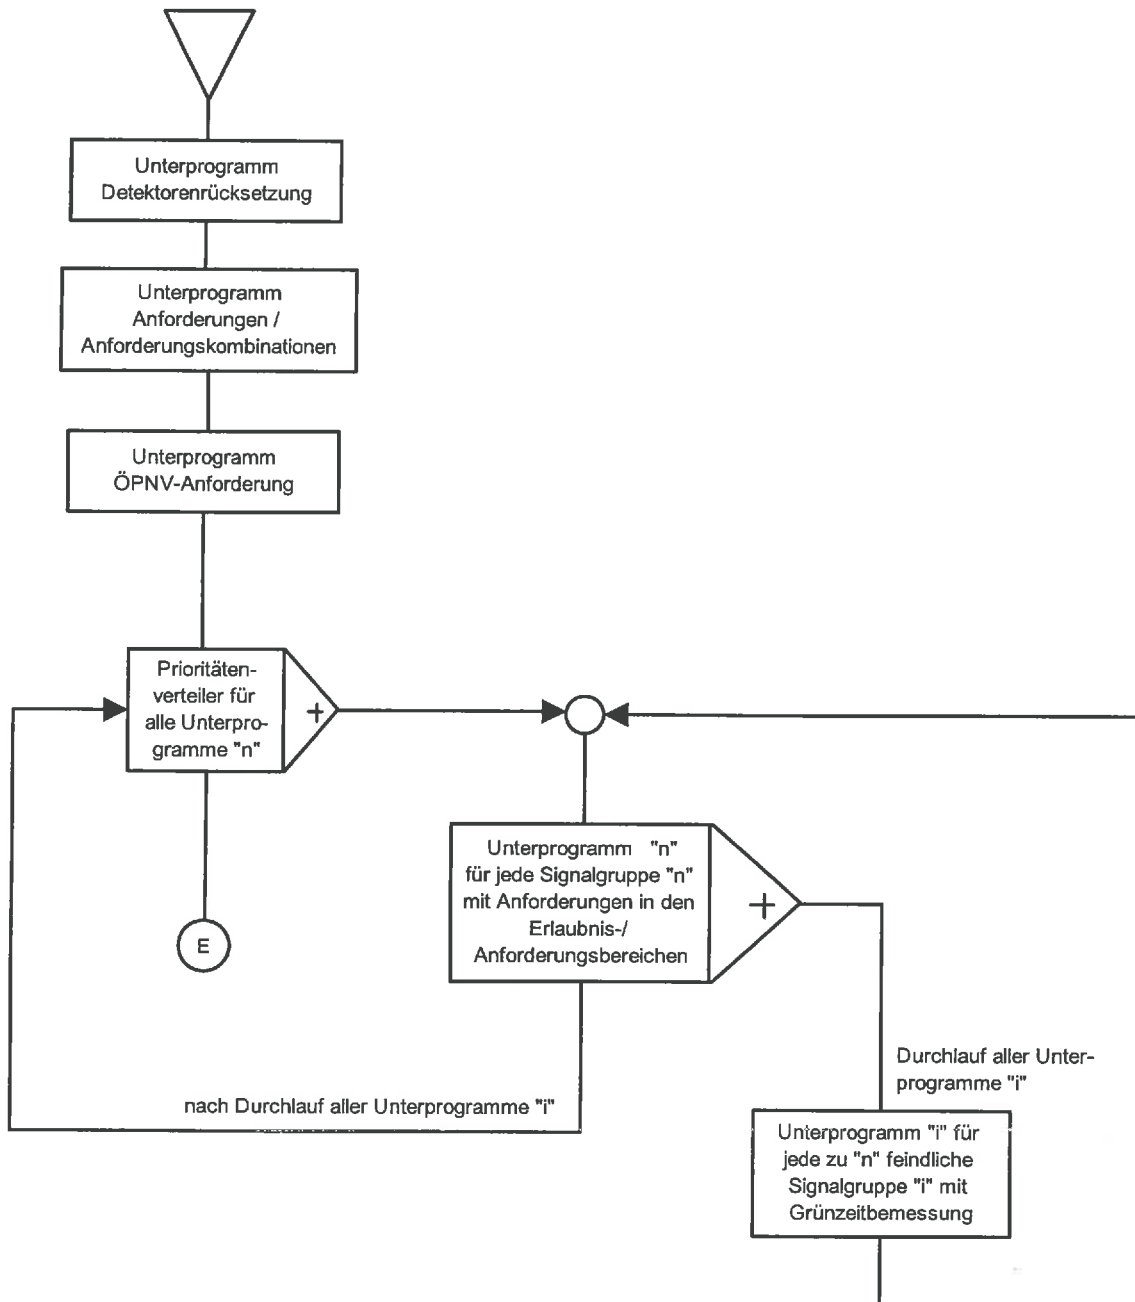 Unterprogramm
Detektorenrücksetzung
Unterprogramm
Anforderungen /
Anforderungskombinationen
Unterprogramm
ÖPNV-Anforderung
Prioritäten-
verteiler für
alle Unterpro-
gramme "n"
+
E
Unterprogramm "n"
für jede Signalgruppe "n"
mit Anforderungen in den
Erlaubnis-/
Anforderungsbereichen
+
Durchlauf aller Unter-
programme "i"
nach Durchlauf aller Unterprogramme "i"
Unterprogramm "i" für
jede zu "n" feindliche
Signalgruppe "i" mit
Grünzeitbemessung